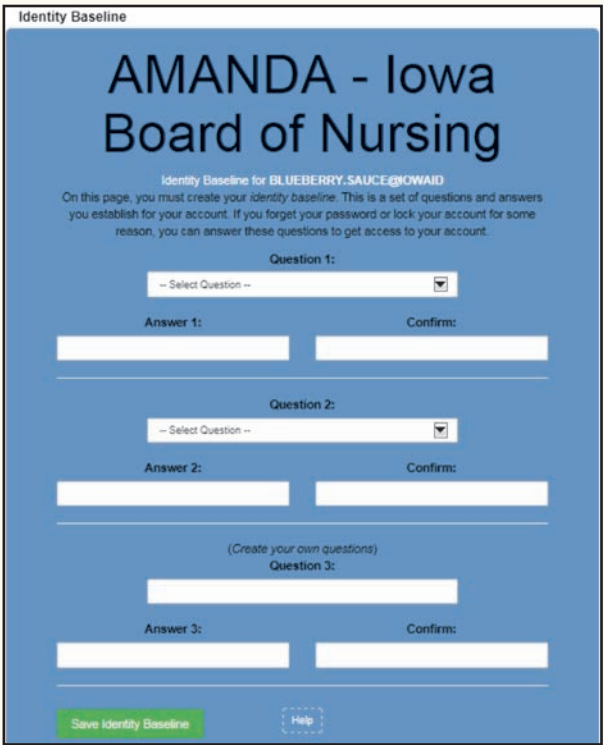 Identity Baseline
AMANDA - Iowa
Board of Nursing
Identity Baseline for BLUEBERRY.SAUCE@IOWAID
On this page, you must create your identity baseline. This is a set of questions and answers
you establish for your account. If you forget your password or lock your account for some
reason, you can answer these questions to get access to your account.
Question 1:
-- Select Question --
Answer 1: Confirm:
Question 2:
-- Select Question --
Answer 2: Confirm:
(Create your own questions)
Question 3:
Answer 3: Confirm:
Save Identity Baseline Help